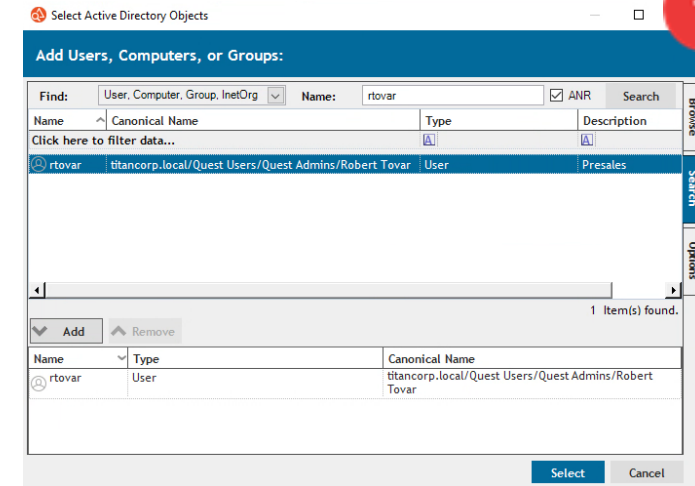 Select Active Directory Objects
Add Users, Computers, or Groups:
Find: User, Computer, Group, InetOrg Name: rtovar ANR Search
Name Canonical Name Type Description
Click here to filter data... A A
rtovar titancorp.local/Quest Users/Quest Admins/Robert Tovar User Presales
Browse
Search
Options
1 Item(s) found.
Add Remove
Name Type Canonical Name
rtovar User titancorp.local/Quest Users/Quest Admins/Robert
Tovar
Select Cancel